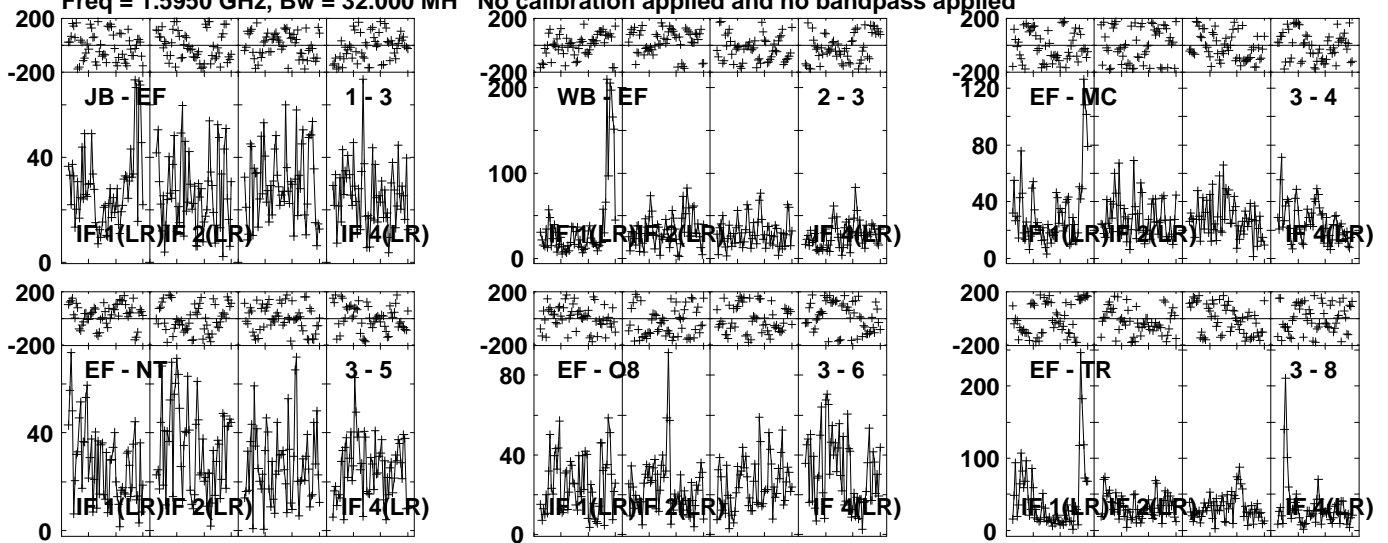 Freq = 1.5950 GHz, Bw = 32.000 MH No calibration applied and no bandpass applied
200
-200
JB - EF 1 - 3
40
0
IF 1(LR) IF 2(LR) IF 4(LR)
-200
200
WB - EF 2 - 3
100
0
IF 1(LR) IF 2(LR) IF 4(LR)
200
-200
120
EF - MC 3 - 4
80
40
0
IF 1(LR) IF 2(LR) IF 4(LR)
200
-200
EF - NT 3 - 5
40
0
IF 1(LR) IF 2(LR) IF 4(LR)
200
-200
80
EF - O8 3 - 6
40
0
IF 1(LR) IF 2(LR) IF 4(LR)
200
-200
200
EF - TR 3 - 8
100
0
IF 1(LR) IF 2(LR) IF 4(LR)